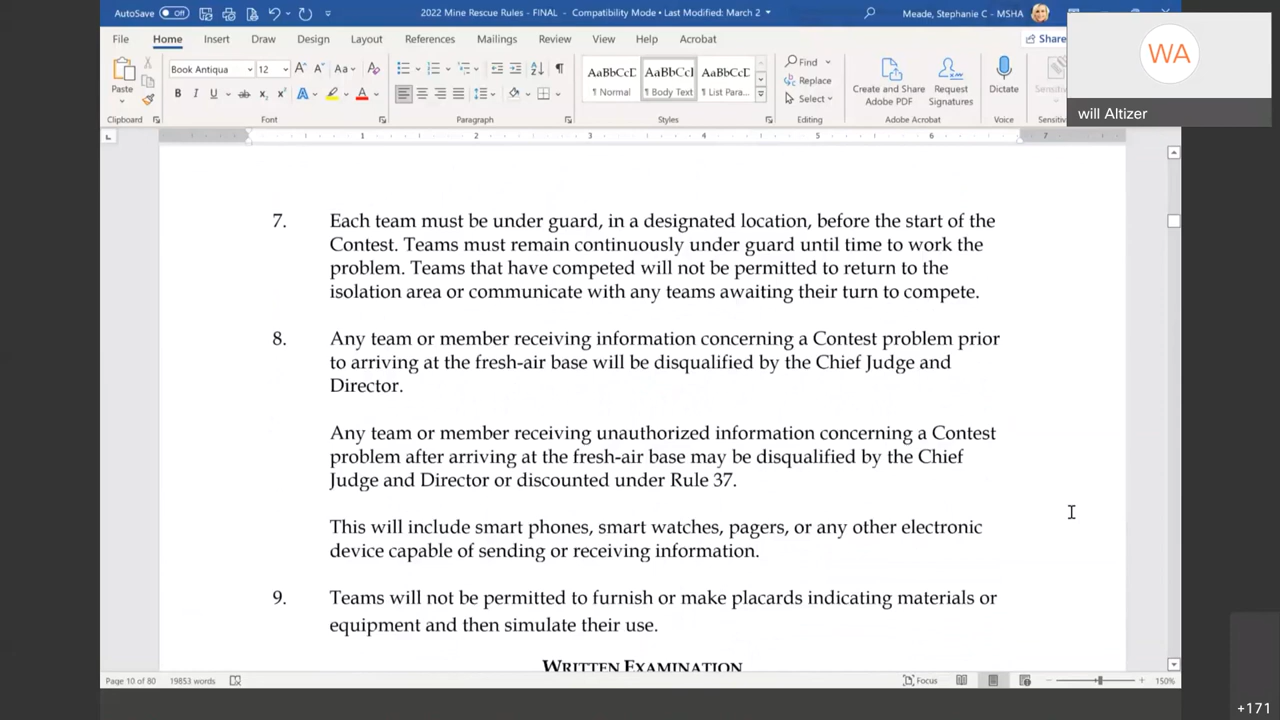 AutoSave Off 2022 Mine Rescue Rules - FINAL - Compatibility Mode • Last Modified: March 2 Meade, Stephanie C - MSHA
File Home Insert Draw Design Layout References Mailings Review View Help Acrobat Share
WA
will Altizer
Paste
Book Antiqua 12 Aa
B I U ab x
AaBbCcD AaBbCcI AaBbCcD
¶ Normal ¶ Body Text ¶ List Para...
Find
Replace
Select
Create and Share Adobe PDF
Request Signatures
Dictate
Clipboard Font Paragraph Styles Editing Adobe Acrobat Voice Sensitiv
1 2 3 4 5 6 7
7. Each team must be under guard, in a designated location, before the start of the
Contest. Teams must remain continuously under guard until time to work the
problem. Teams that have competed will not be permitted to return to the
isolation area or communicate with any teams awaiting their turn to compete.
8. Any team or member receiving information concerning a Contest problem prior
to arriving at the fresh-air base will be disqualified by the Chief Judge and
Director.
Any team or member receiving unauthorized information concerning a Contest
problem after arriving at the fresh-air base may be disqualified by the Chief
Judge and Director or discounted under Rule 37.
This will include smart phones, smart watches, pagers, or any other electronic
device capable of sending or receiving information.
9. Teams will not be permitted to furnish or make placards indicating materials or
equipment and then simulate their use.
WRITTEN EXAMINATION
Page 10 of 80 19853 words Focus 150%
+171